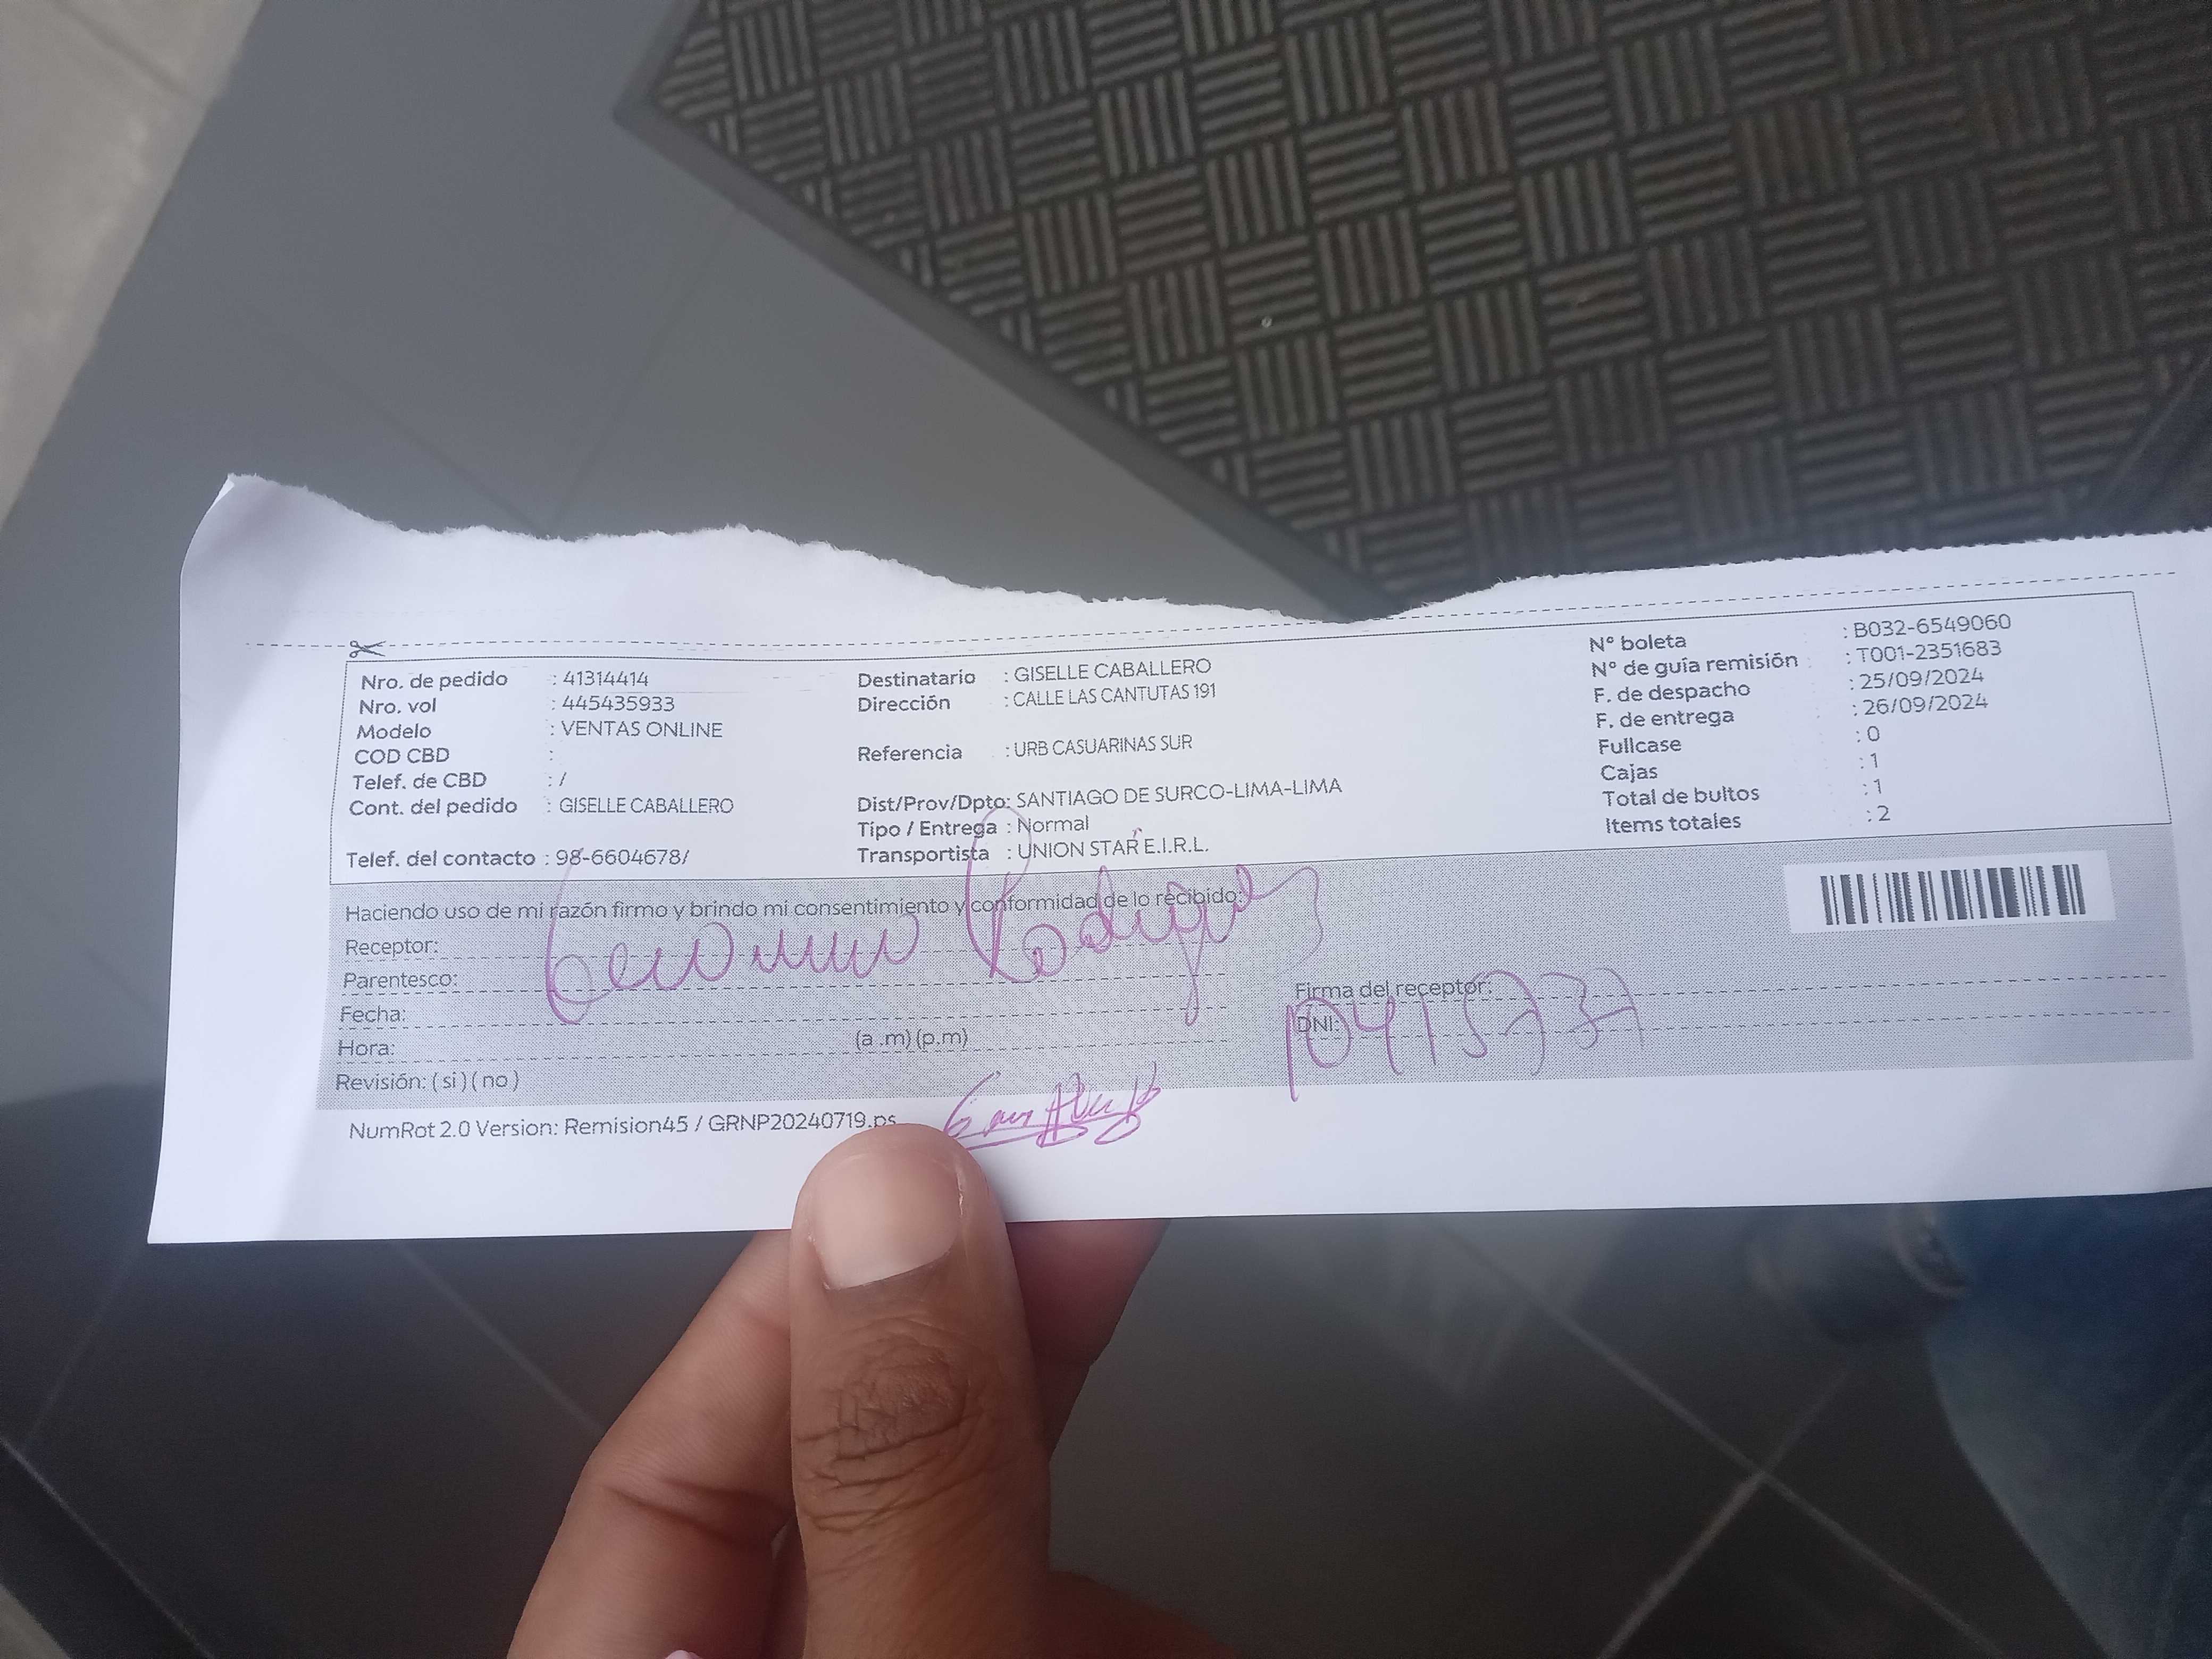 Nro. de pedido : 41314414
Nro. vol : 445435933
Modelo : VENTAS ONLINE
COD CBD :
Telef. de CBD : /
Cont. del pedido : GISELLE CABALLERO
Telef. del contacto : 98-6604678/
Destinatario : GISELLE CABALLERO
Dirección : CALLE LAS CANTUTAS 191
Referencia : URB CASUARINAS SUR
Dist/Prov/Dpto: SANTIAGO DE SURCO-LIMA-LIMA
Tipo / Entrega : Normal
Transportista : UNION STAR E.I.R.L.
N° boleta : B032-6549060
N° de guía remisión : T001-2351683
F. de despacho : 25/09/2024
F. de entrega : 26/09/2024
Fullcase : 0
Cajas : 1
Total de bultos : 1
Items totales : 2
Haciendo uso de mi razón firmo y brindo mi consentimiento y conformidad de lo recibido:
Receptor:
Parentesco:
Fecha:
Hora: (a .m) (p.m)
Revisión: ( si ) ( no )
Firma del receptor:
DNI: 10415737
NumRot 2.0 Version: Remision45 / GRNP20240719.ps